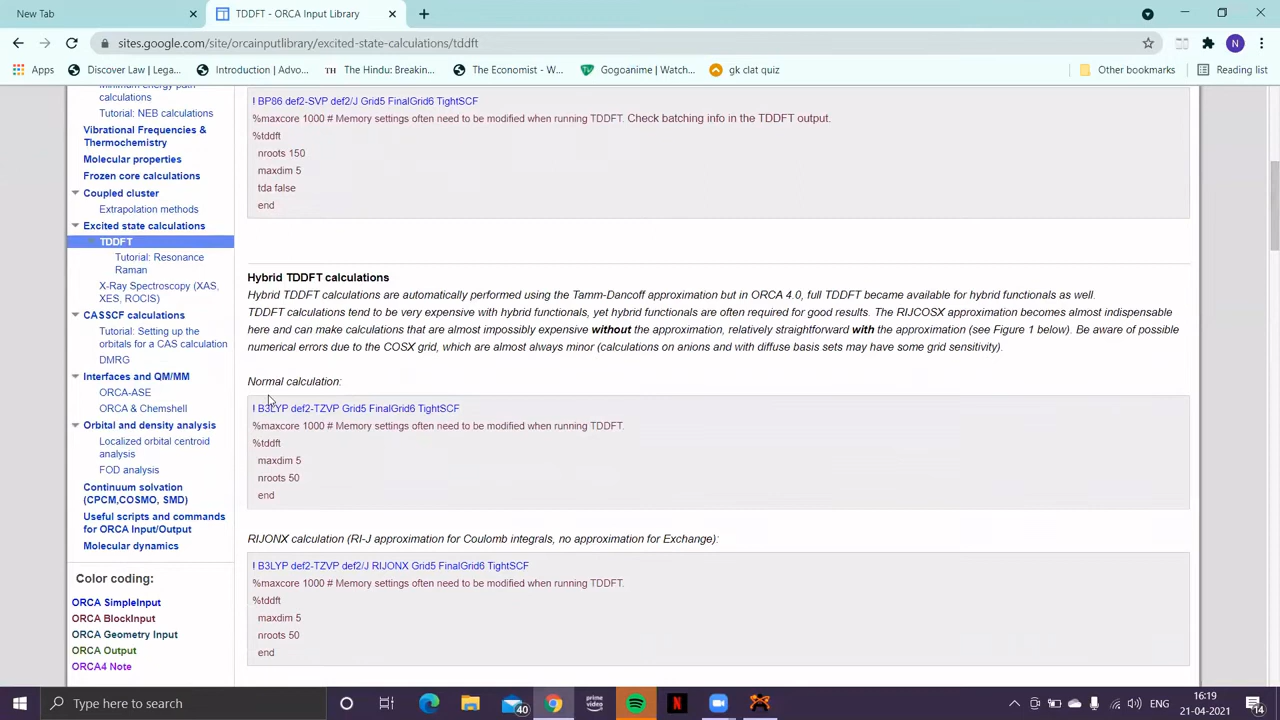 New Tab
TDDFT - ORCA Input Library
sites.google.com/site/orcainputlibrary/excited-state-calculations/tddft
N
Apps
Discover Law | Lega...
Introduction | Advo...
TH The Hindu: Breakin...
The Economist - W...
Gogoanime | Watch...
gk clat quiz
Other bookmarks
Reading list
Minimum energy path
calculations
Tutorial: NEB calculations
Vibrational Frequencies &
Thermochemistry
Molecular properties
Frozen core calculations
Coupled cluster
Extrapolation methods
Excited state calculations
TDDFT
Tutorial: Resonance
Raman
X-Ray Spectroscopy (XAS,
XES, ROCIS)
CASSCF calculations
Tutorial: Setting up the
orbitals for a CAS calculation
DMRG
Interfaces and QM/MM
ORCA-ASE
ORCA & Chemshell
Orbital and density analysis
Localized orbital centroid
analysis
FOD analysis
Continuum solvation
(CPCM,COSMO, SMD)
Useful scripts and commands
for ORCA Input/Output
Molecular dynamics
Color coding:
ORCA SimpleInput
ORCA BlockInput
ORCA Geometry Input
ORCA Output
ORCA4 Note
! BP86 def2-SVP def2/J Grid5 FinalGrid6 TightSCF
%maxcore 1000 # Memory settings often need to be modified when running TDDFT. Check batching info in the TDDFT output.
%tddft
nroots 150
maxdim 5
tda false
end
Hybrid TDDFT calculations
Hybrid TDDFT calculations are automatically performed using the Tamm-Dancoff approximation but in ORCA 4.0, full TDDFT became available for hybrid functionals as well.
TDDFT calculations tend to be very expensive with hybrid functionals, yet hybrid functionals are often required for good results. The RIJCOSX approximation becomes almost indispensable
here and can make calculations that are almost impossibly expensive without the approximation, relatively straightforward with the approximation (see Figure 1 below). Be aware of possible
numerical errors due to the COSX grid, which are almost always minor (calculations on anions and with diffuse basis sets may have some grid sensitivity).
Normal calculation:
! B3LYP def2-TZVP Grid5 FinalGrid6 TightSCF
%maxcore 1000 # Memory settings often need to be modified when running TDDFT.
%tddft
maxdim 5
nroots 50
end
RIJONX calculation (RI-J approximation for Coulomb integrals, no approximation for Exchange):
! B3LYP def2-TZVP def2/J RIJONX Grid5 FinalGrid6 TightSCF
%maxcore 1000 # Memory settings often need to be modified when running TDDFT.
%tddft
maxdim 5
nroots 50
end
Type here to search
40
prime
video
N
ENG
16:19
21-04-2021
14